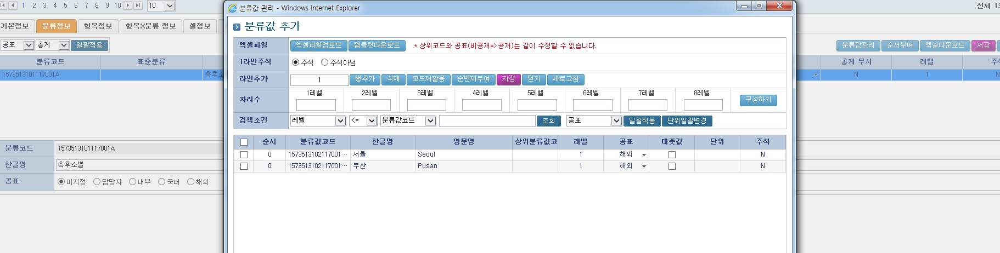 1 2 3 4 5 6 7 8 9 10 10
기본정보 분류정보 항목정보 항목X분류 정보 셀정보
공표 총계 일괄적용
분류코드 표준분류
1573513101117001A 측후소
분류코드 1573513101117001A
한글명 측후소별
공표 미지정 담당자 내부 국내 해외
분류값 관리 - Windows Internet Explorer
분류값 추가
엑셀파일 엑셀파일업로드 템플릿다운로드 * 상위코드와 공표(비공개=>공개)는 같이 수정할 수 없습니다.
1라인주석 주석 주석아님
라인추가 1 행추가 삭제 코드재활용 순번재부여 저장 닫기 새로고침
자리수 1레벨 2레벨 3레벨 4레벨 5레벨 6레벨 7레벨 8레벨 구성하기
검색조건 레벨 <= 분류값코드 조회 공표 일괄적용 단위일괄변경
순서 분류값코드 한글명 영문명 상위분류값코 레벨 공표 대푯값 단위 주석
0 1573513102117001··· 서울 Seoul 1 해외 N
0 1573513102117001··· 부산 Pusan 1 해외 N
전체 13
분류값관리 순서부여 엑셀다운로드 저장
총계 무시 레벨 주석
N 1 N